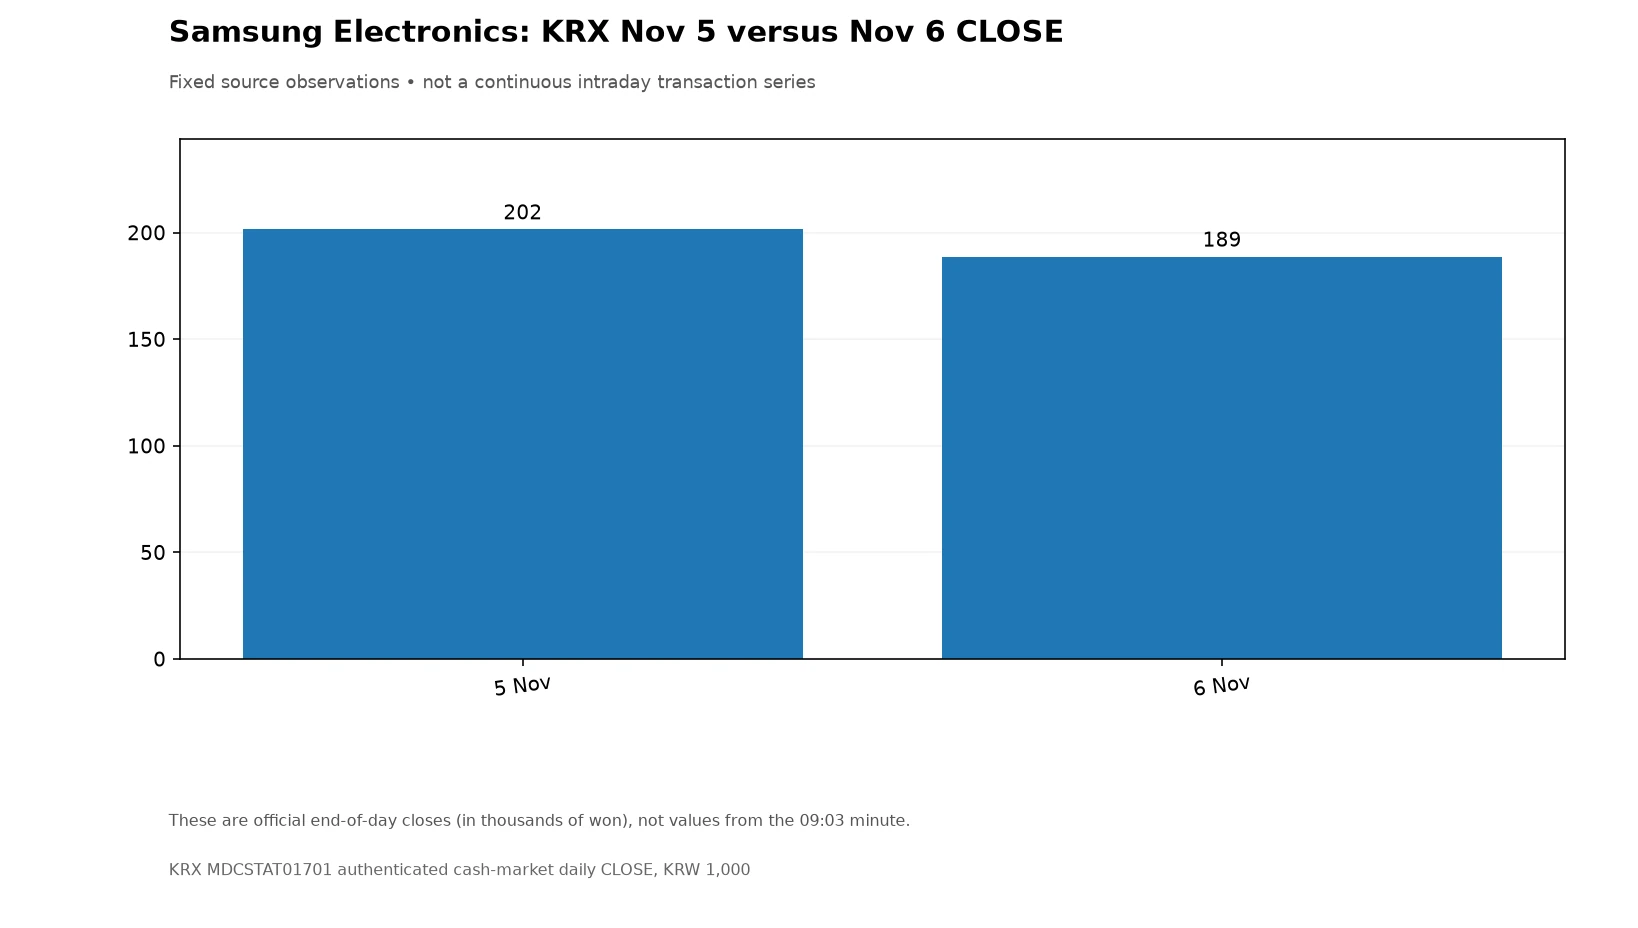 Samsung Electronics: KRX Nov 5 versus Nov 6 CLOSE
Fixed source observations • not a continuous intraday transaction series
202
189
200
150
100
50
0
5 Nov
6 Nov
These are official end-of-day closes (in thousands of won), not values from the 09:03 minute.
KRX MDCSTAT01701 authenticated cash-market daily CLOSE, KRW 1,000